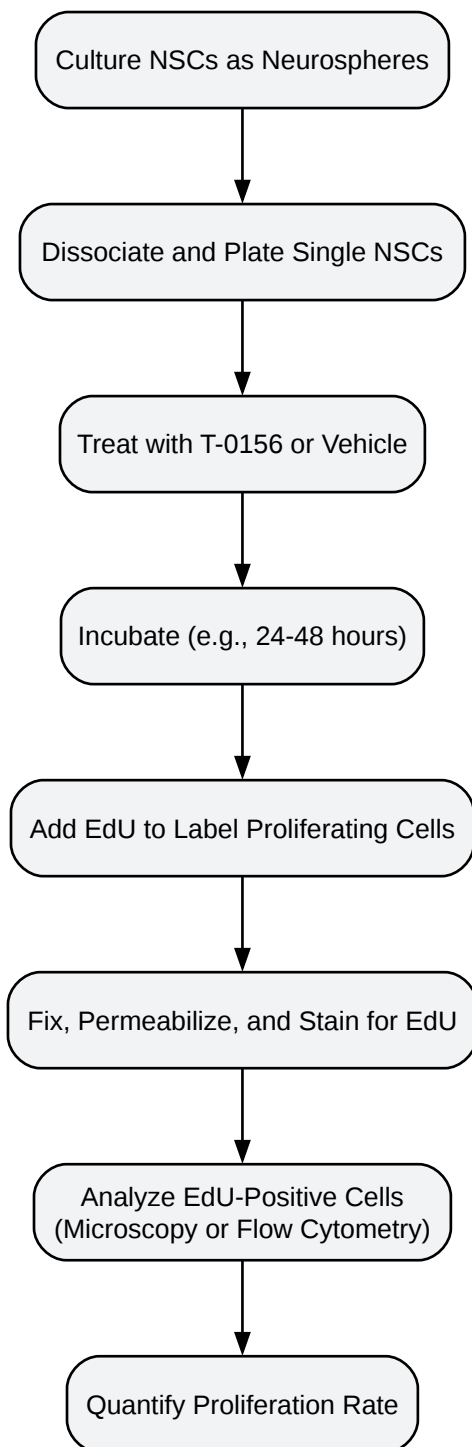 Culture NSCs as Neurospheres
Dissociate and Plate Single NSCs
Treat with T-0156 or Vehicle
Incubate (e.g., 24-48 hours)
Add EdU to Label Proliferating Cells
Fix, Permeabilize, and Stain for EdU
Analyze EdU-Positive Cells
(Microscopy or Flow Cytometry)
Quantify Proliferation Rate